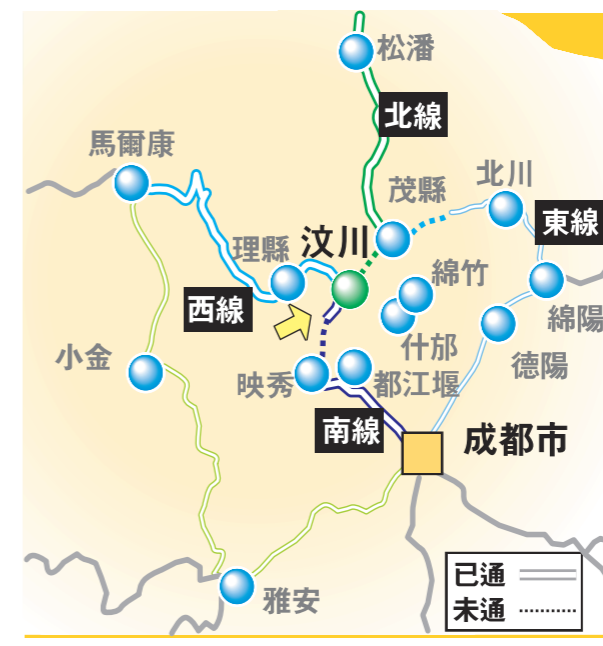 松潘
北線
馬爾康
北川
茂縣
東線
汶川
理縣
綿竹
西線
綿陽
什邡
小金
德陽
映秀
都江堰
南線
成都市
已通
雅安
未通